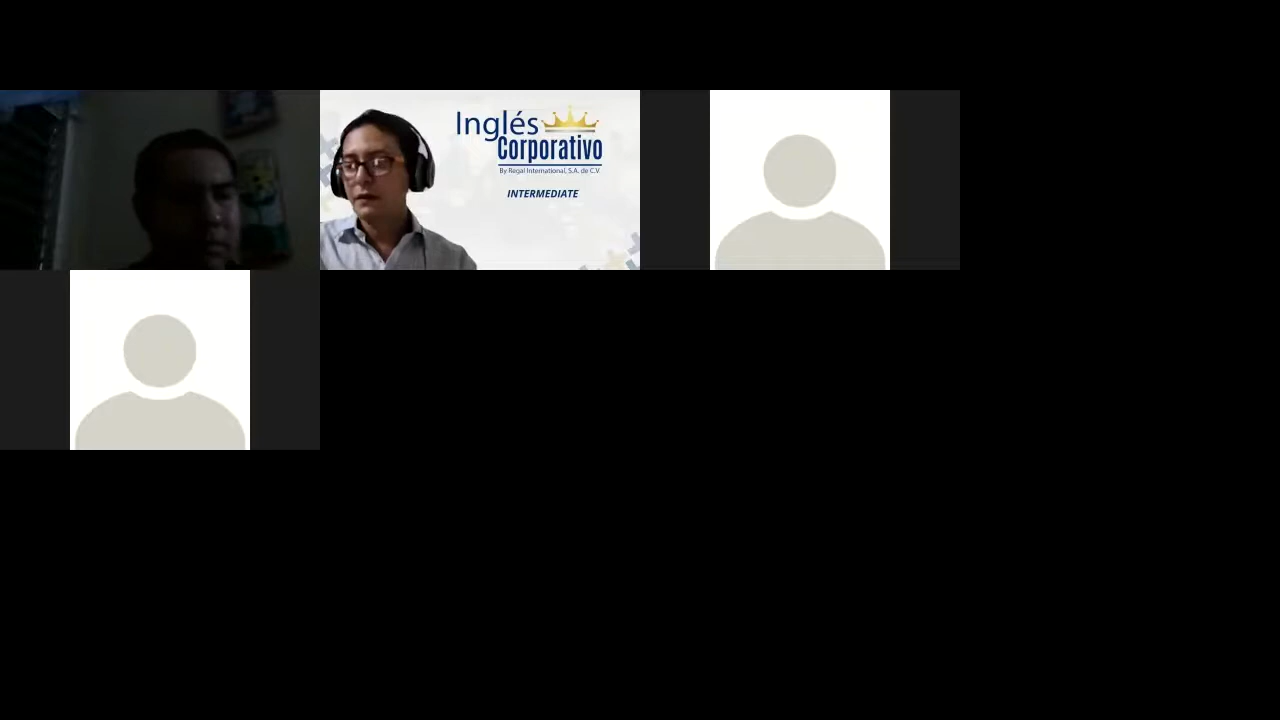 Inglés
Corporativo
By Regal International, S.A. de C.V.
INTERMEDIATE